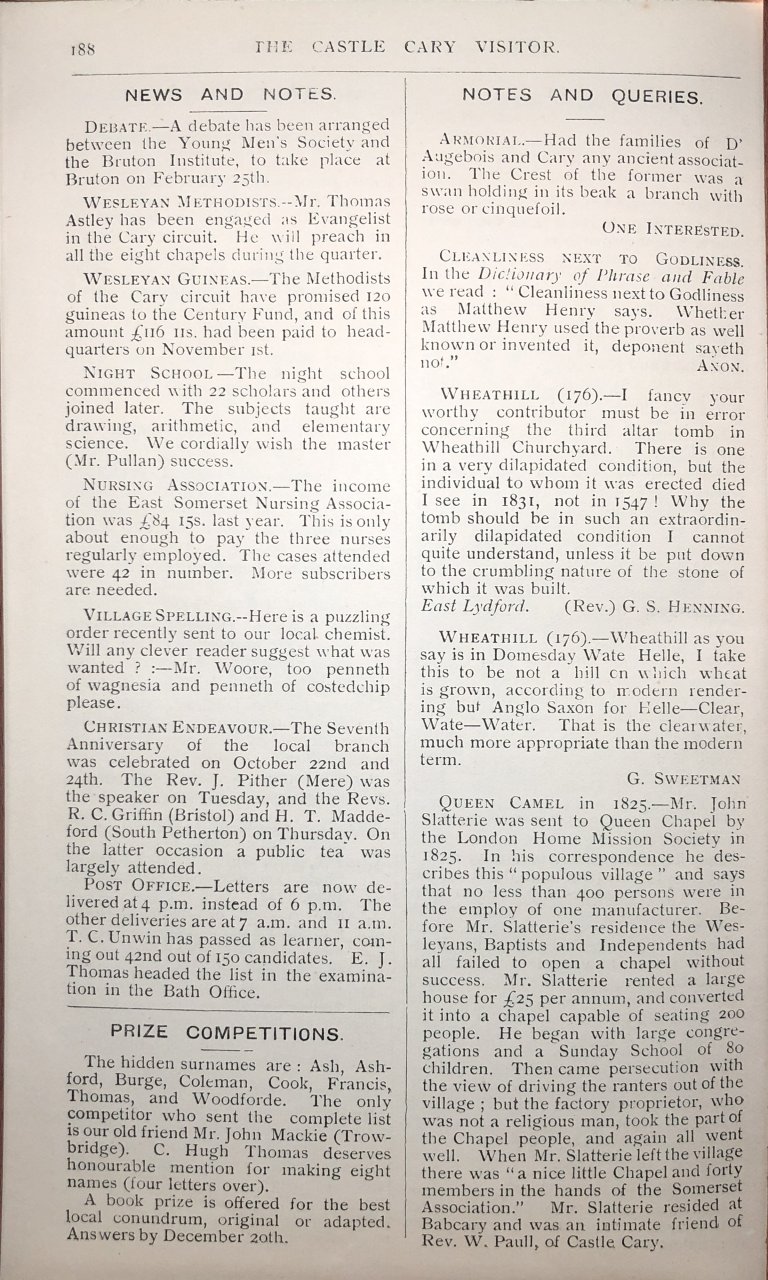 188
THE CASTLE CARY VISITOR.
NEWS AND NOTES.
DEBATE.—A debate has been arranged
between the Young Men's Society and
the Bruton Institute, to take place at
Bruton on February 25th.
WESLEYAN METHODISTS.--Mr. Thomas
Astley has been engaged as Evangelist
in the Cary circuit. He will preach in
all the eight chapels during the quarter.
WESLEYAN GUINEAS.—The Methodists
of the Cary circuit have promised 120
guineas to the Century Fund, and of this
amount £116 11s. had been paid to head-
quarters on November 1st.
NIGHT SCHOOL—The night school
commenced with 22 scholars and others
joined later. The subjects taught are
drawing, arithmetic, and elementary
science. We cordially wish the master
(Mr. Pullan) success.
NURSING ASSOCIATION.—The income
of the East Somerset Nursing Associa-
tion was £84 15s. last year. This is only
about enough to pay the three nurses
regularly employed. The cases attended
were 42 in number. More subscribers
are needed.
VILLAGE SPELLING.--Here is a puzzling
order recently sent to our local chemist.
Will any clever reader suggest what was
wanted ? :—Mr. Woore, too penneth
of wagnesia and penneth of costedchip
please.
CHRISTIAN ENDEAVOUR.—The Seventh
Anniversary of the local branch
was celebrated on October 22nd and
24th. The Rev. J. Pither (Mere) was
the speaker on Tuesday, and the Revs.
R. C. Griffin (Bristol) and H. T. Madde-
ford (South Petherton) on Thursday. On
the latter occasion a public tea was
largely attended.
POST OFFICE.—Letters are now de-
livered at 4 p.m. instead of 6 p.m. The
other deliveries are at 7 a.m. and 11 a.m.
T. C. Unwin has passed as learner, com-
ing out 42nd out of 150 candidates. E. J.
Thomas headed the list in the examina-
tion in the Bath Office.
PRIZE COMPETITIONS.
The hidden surnames are : Ash, Ash-
ford, Burge, Coleman, Cook, Francis,
Thomas, and Woodforde. The only
competitor who sent the complete list
is our old friend Mr. John Mackie (Trow-
bridge). C. Hugh Thomas deserves
honourable mention for making eight
names (four letters over).
A book prize is offered for the best
local conundrum, original or adapted.
Answers by December 20th.
NOTES AND QUERIES.
ARMORIAL.—Had the families of D'
Augebois and Cary any ancient associat-
ion. The Crest of the former was a
swan holding in its beak a branch with
rose or cinquefoil.
ONE INTERESTED.
CLEANLINESS NEXT TO GODLINESS.
In the Dictionary of Phrase and Fable
we read : "Cleanliness next to Godliness
as Matthew Henry says. Whether
Matthew Henry used the proverb as well
known or invented it, deponent sayeth
not." AXON.
WHEATHILL (176).—I fancy your
worthy contributor must be in error
concerning the third altar tomb in
Wheathill Churchyard. There is one
in a very dilapidated condition, but the
individual to whom it was erected died
I see in 1831, not in 1547 ! Why the
tomb should be in such an extraordin-
arily dilapidated condition I cannot
quite understand, unless it be put down
to the crumbling nature of the stone of
which it was built.
East Lydford. (Rev.) G. S. HENNING.
WHEATHILL (176).—Wheathill as you
say is in Domesday Wate Helle, I take
this to be not a hill on which wheat
is grown, according to modern render-
ing but Anglo Saxon for Helle—Clear,
Wate—Water. That is the clearwater,
much more appropriate than the modern
term.
G. SWEETMAN
QUEEN CAMEL in 1825.—Mr. John
Slatterie was sent to Queen Chapel by
the London Home Mission Society in
1825. In his correspondence he des-
cribes this "populous village" and says
that no less than 400 persons were in
the employ of one manufacturer. Be-
fore Mr. Slatterie's residence the Wes-
leyans, Baptists and Independents had
all failed to open a chapel without
success. Mr. Slatterie rented a large
house for £25 per annum, and converted
it into a chapel capable of seating 200
people. He began with large congre-
gations and a Sunday School of 80
children. Then came persecution with
the view of driving the ranters out of the
village ; but the factory proprietor, who
was not a religious man, took the part of
the Chapel people, and again all went
well. When Mr. Slatterie left the village
there was "a nice little Chapel and forty
members in the hands of the Somerset
Association." Mr. Slatterie resided at
Babcary and was an intimate friend of
Rev. W. Paull, of Castle Cary.